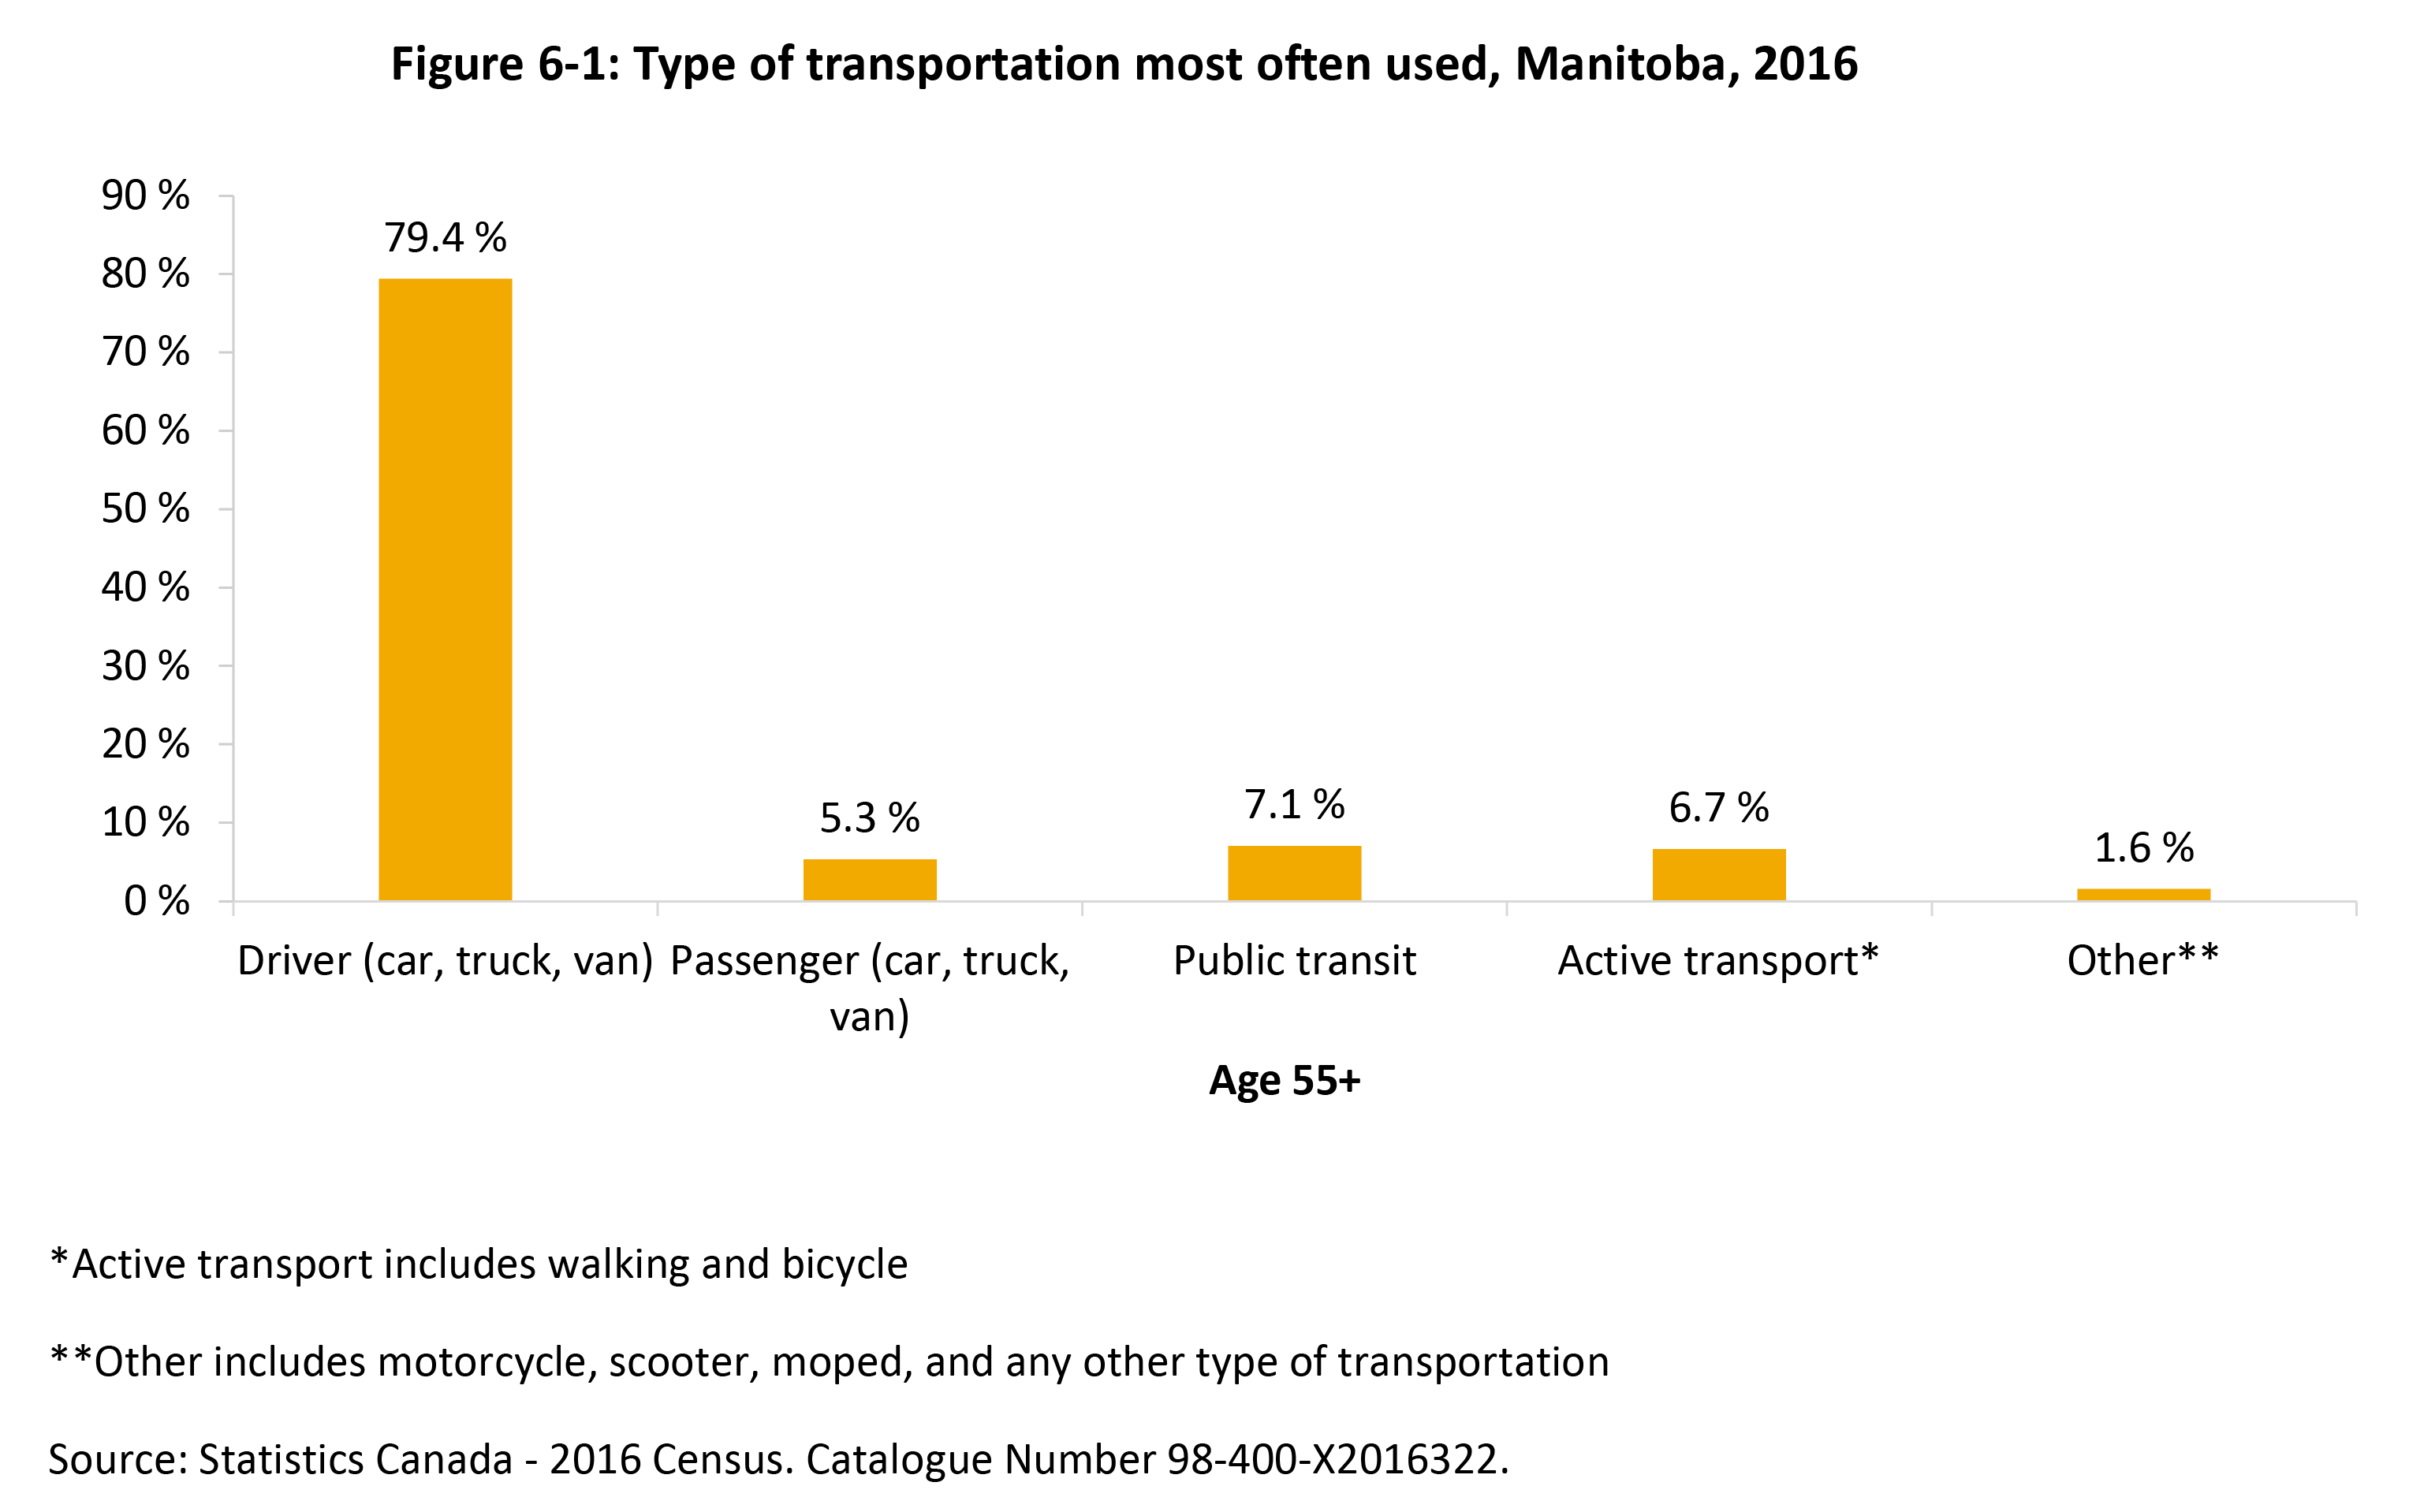 Figure 6-1: Type of transportation most often used, Manitoba, 2016
90 %
79.4 %
80 %
70 %
60 %
50 %
40 %
30 %
20 %
10 %
0 %
5.3 %
7.1 %
6.7 %
1.6 %
Driver (car, truck, van)
Passenger (car, truck,
van)
Public transit
Active transport*
Other**
Age 55+
*Active transport includes walking and bicycle
**Other includes motorcycle, scooter, moped, and any other type of transportation
Source: Statistics Canada - 2016 Census. Catalogue Number 98-400-X2016322.